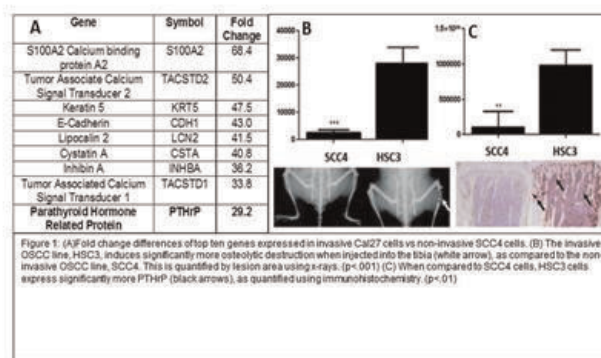 A
Gene Symbol Fold Change
S100A2 Calcium binding protein A2 S100A2 68.4
Tumor Associate Calcium Signal Transducer 2 TACSTD2 50.4
Keratin 5 KRT5 47.5
E-Cadherin CDH1 43.0
Lipocalin 2 LCN2 41.5
Cystatin A CSTA 40.8
Inhibin A INHBA 36.2
Tumor Associated Calcium Signal Transducer 1 TACSTD1 33.8
Parathyroid Hormone Related Protein PTHrP 29.2
B
40000
30000
20000
10000
0
***
SCC4 HSC3
C
1000000
500000
0
**
SCC4 HSC3
Figure 1: (A)Fold change differences of top ten genes expressed in invasive Cal27 cells vs non-invasive SCC4 cells. (B) The invasive
OSCC line, HSC3, induces significantly more osteolytic destruction when injected into the tibia (white arrow), as compared to the non-
invasive OSCC line, SCC4. This is quantified by lesion area using x-rays. (p<.001) (C) When compared to SCC4 cells, HSC3 cells
express significantly more PTHrP (black arrows), as quantified using immunohistochemistry. (p<.01)